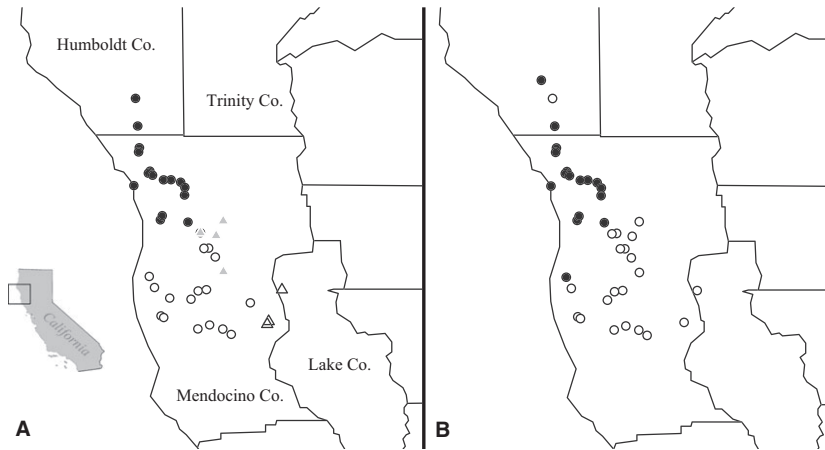 Humboldt Co.
Trinity Co.
California
Lake Co.
Mendocino Co.
A
B